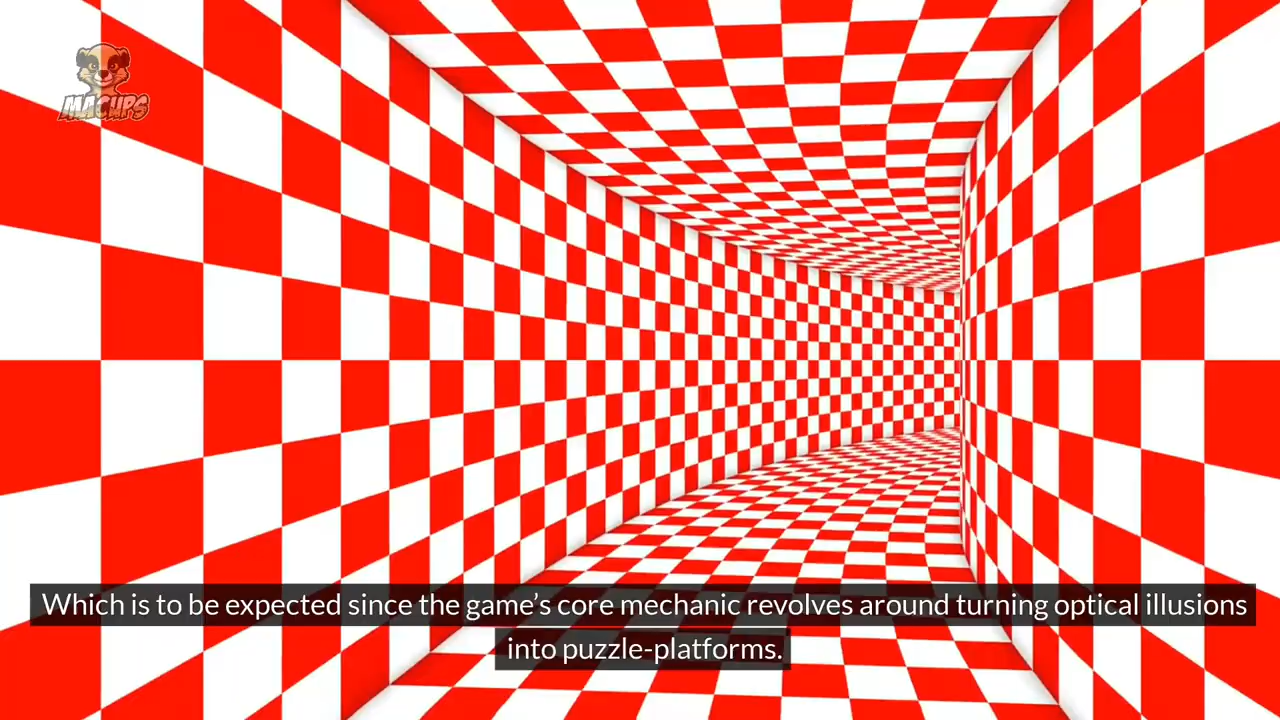 MACUPS
Which is to be expected since the game’s core mechanic revolves around turning optical illusions
into puzzle-platforms.